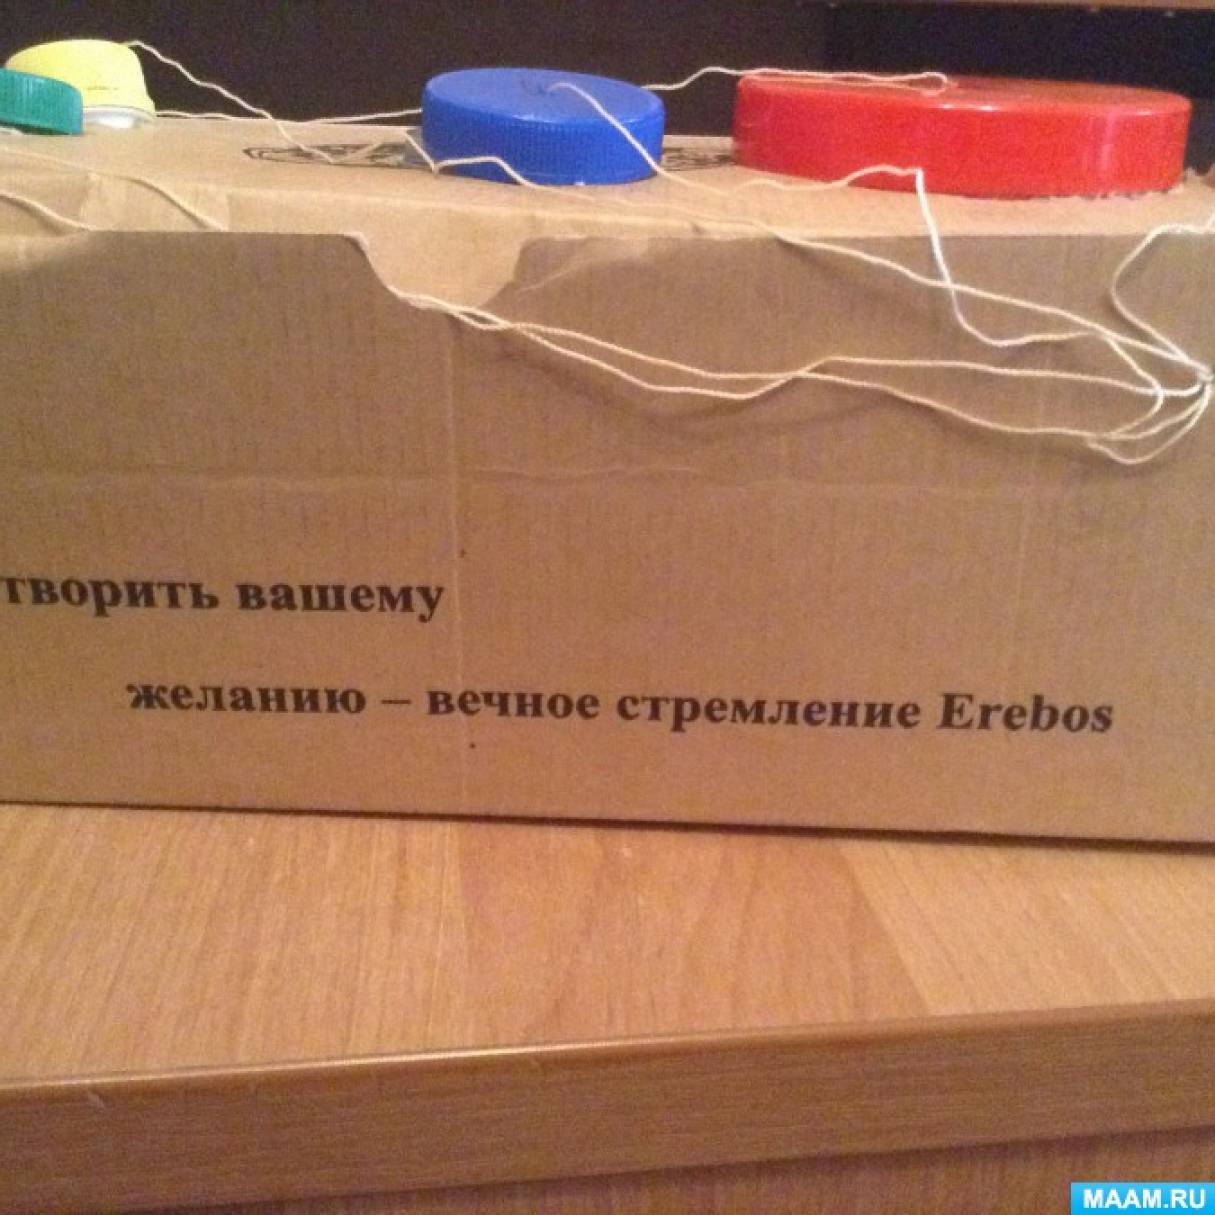 творить вашему
желанию – вечное стремление Erebos
MAAM.RU